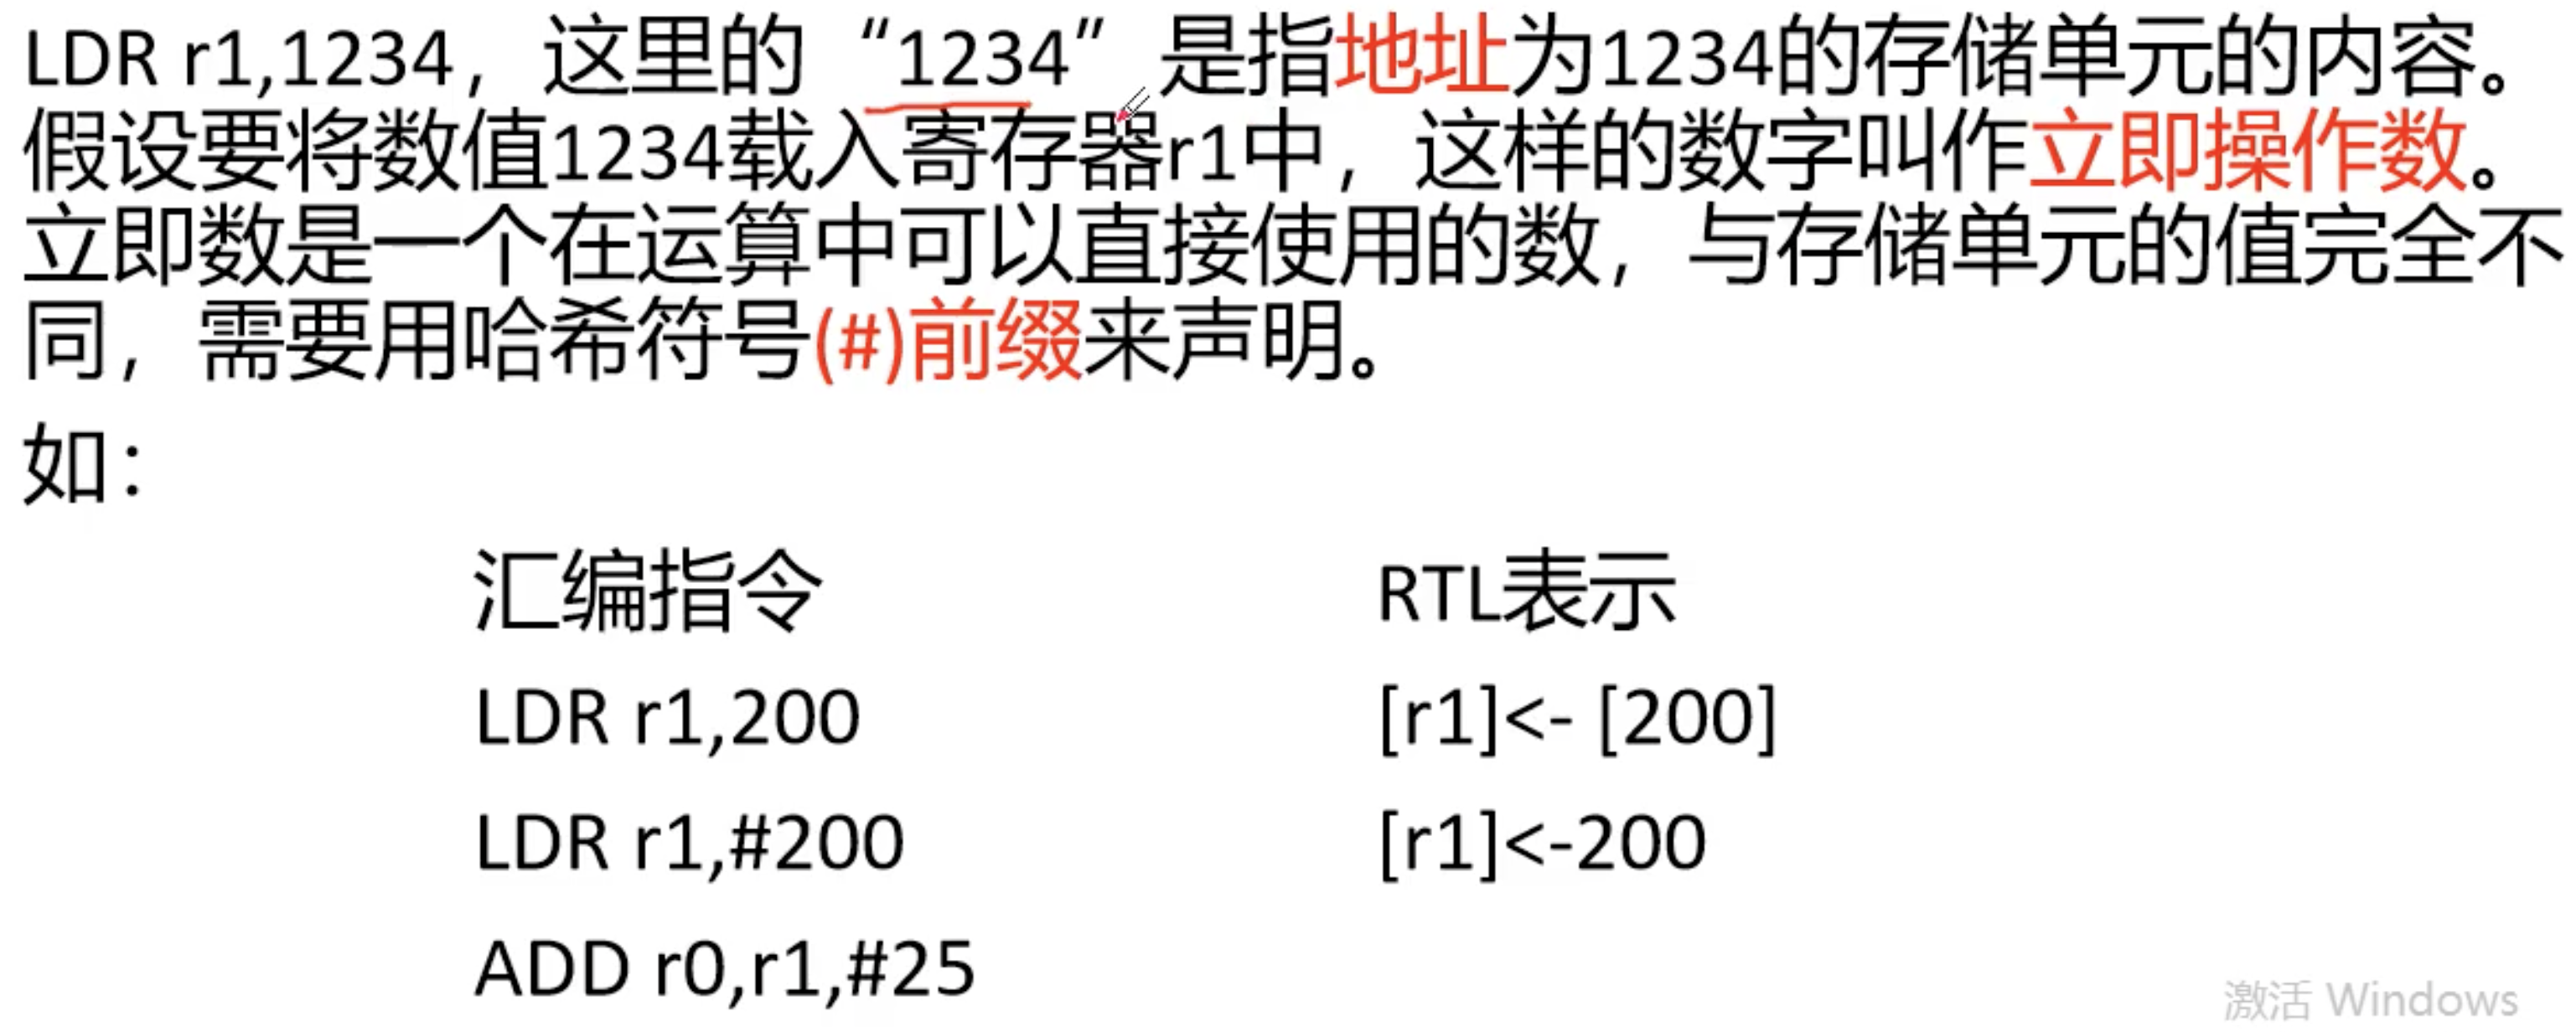 LDR r1,1234，这里的“1234”是指地址为1234的存储单元的内容。
假设要将数值1234载入寄存器r1中，这样的数字叫作立即操作数。
立即数是一个在运算中可以直接使用的数，与存储单元的值完全不
同，需要用哈希符号(#)前缀来声明。
如：
汇编指令 RTL表示
LDR r1,200 [r1]<- [200]
LDR r1,#200 [r1]<-200
ADD r0,r1,#25
激活 Windows